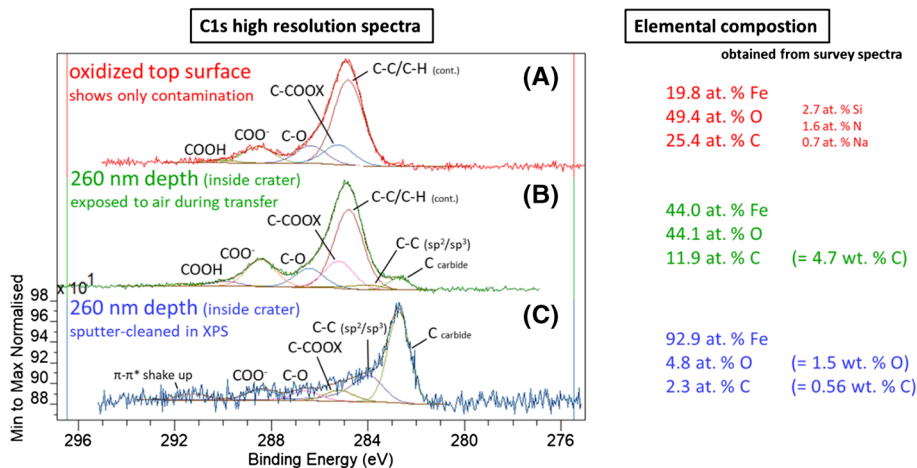 C1s high resolution spectra
Elemental compostion
obtained from survey spectra
oxidized top surface
shows only contamination
(A)
C-C/C-H (cont.)
C-COOX
C-O
COO-
COOH
19.8 at. % Fe
49.4 at. % O
25.4 at. % C
2.7 at. % Si
1.6 at. % N
0.7 at. % Na
260 nm depth (inside crater)
exposed to air during transfer
(B)
C-C/C-H (cont.)
C-COOX
C-O
COO-
COOH
C-C (sp²/sp³)
C carbide
44.0 at. % Fe
44.1 at. % O
11.9 at. % C (= 4.7 wt. % C)
x 10¹
260 nm depth (inside crater)
sputter-cleaned in XPS
(C)
C-C (sp²/sp³)
C-COOX
C carbide
π-π* shake up
COO-
C-O
92.9 at. % Fe
4.8 at. % O (= 1.5 wt. % O)
2.3 at. % C (= 0.56 wt. % C)
Min to Max Normalised
98
96
94
92
90
88
296 292 288 284 280 276
Binding Energy (eV)